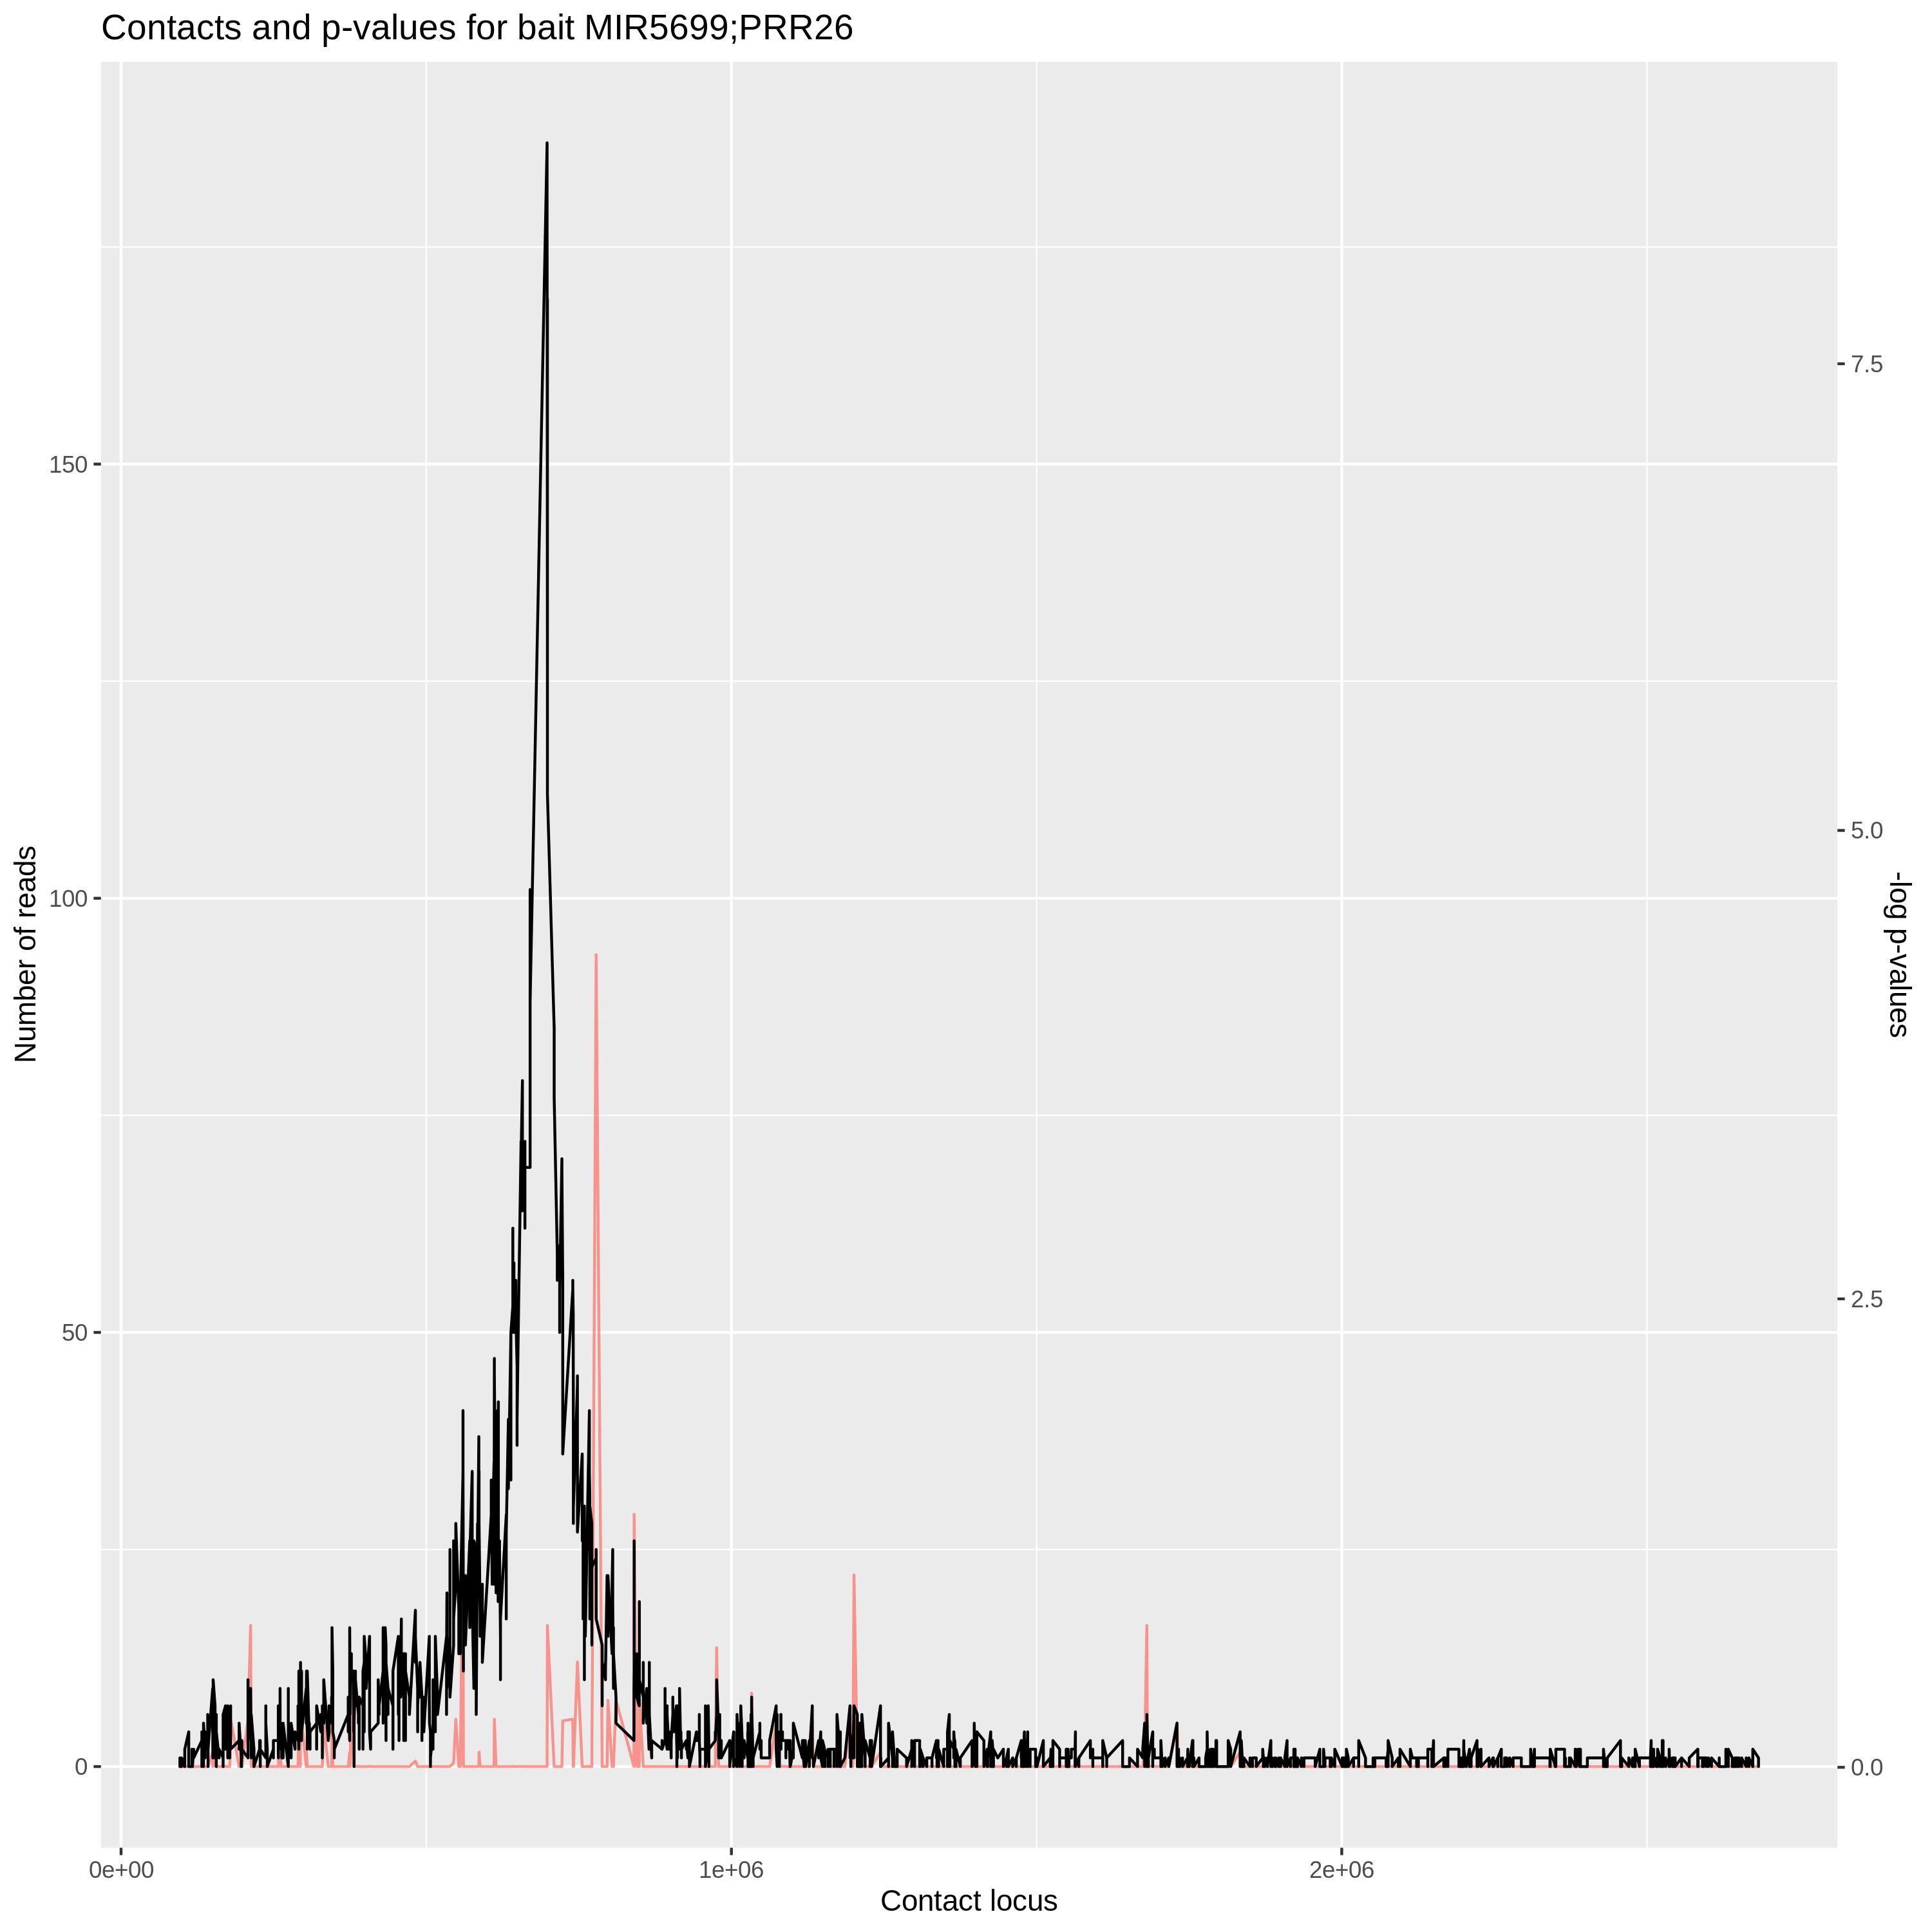 Contacts and p-values for bait MIR5699;PRR26
Number of reads
150
100
50
0
7.5
5.0
2.5
0.0
-log p-values
0e+00
1e+06
2e+06
Contact locus